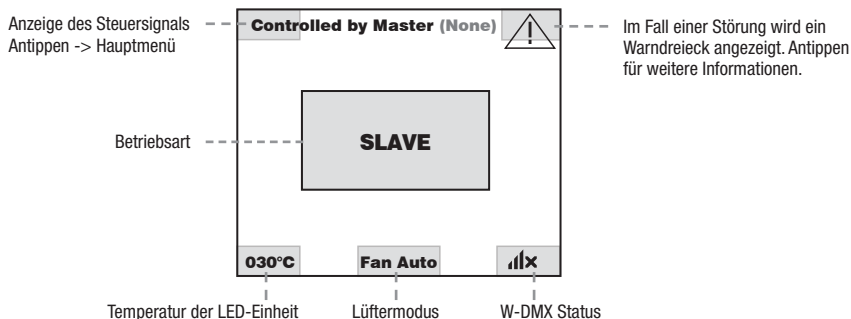 Anzeige des Steuersignals
Antippen -> Hauptmenü
Controlled by Master (None)
Im Fall einer Störung wird ein
Warndreieck angezeigt. Antippen
für weitere Informationen.
Betriebsart
SLAVE
030°C
Fan Auto
Temperatur der LED-Einheit
Lüftermodus
W-DMX Status